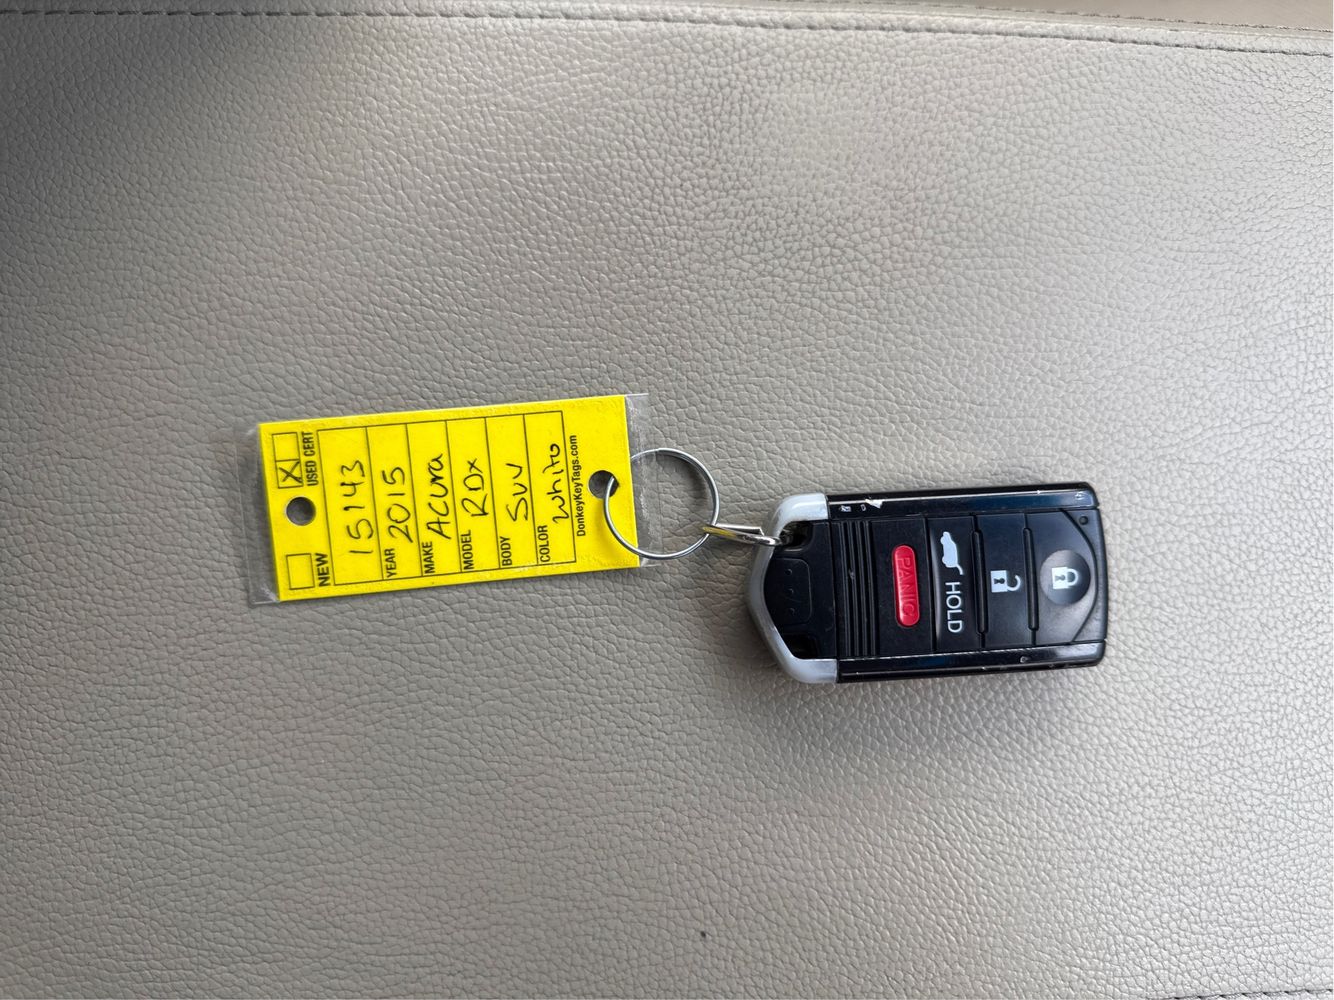 NEW X USED CERT
15143
YEAR 2015
MAKE Acura
MODEL RDX
BODY SUV
COLOR White
DonkeyKeyTags.com
PANIC
HOLD